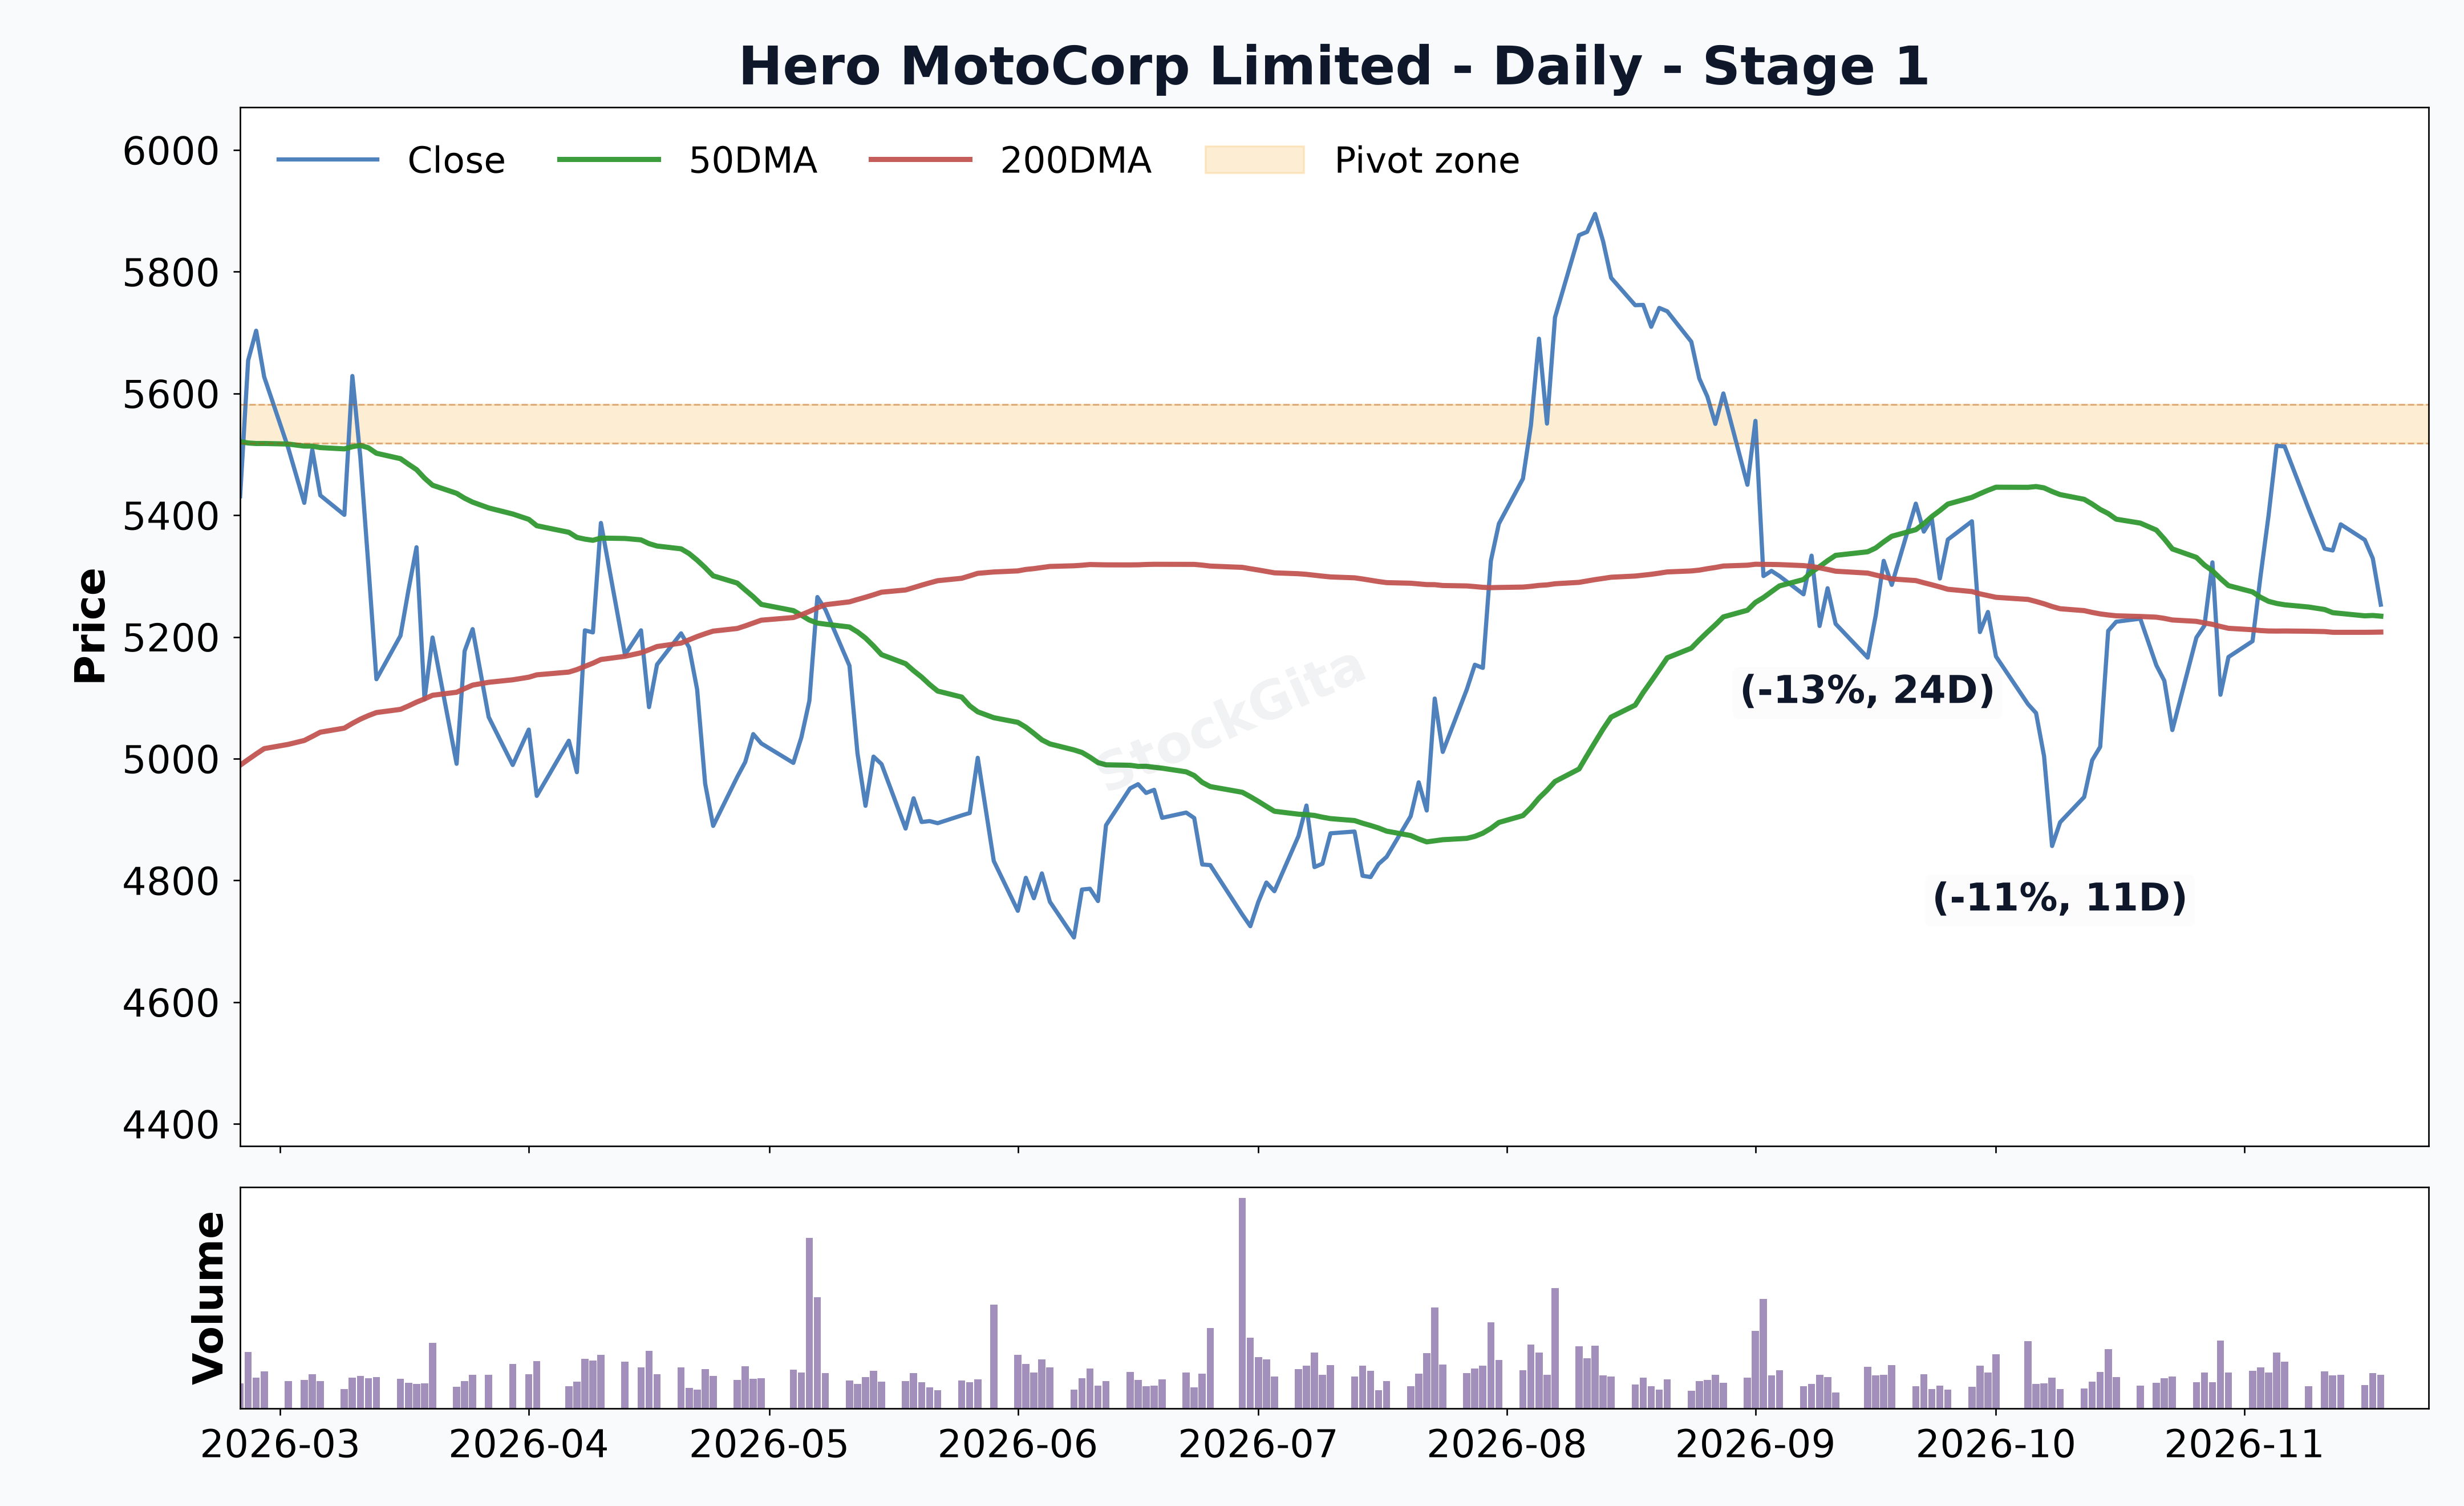 Hero MotoCorp Limited - Daily - Stage 1
Close 50DMA 200DMA Pivot zone
6000
5800
5600
5400
5200
5000
4800
4600
4400
Price
StockGita
(-13%, 24D)
(-11%, 11D)
Volume
2026-03 2026-04 2026-05 2026-06 2026-07 2026-08 2026-09 2026-10 2026-11